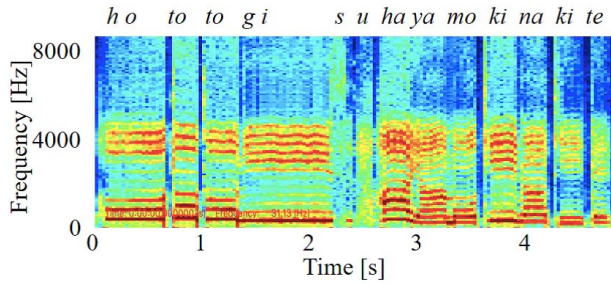 h o to to g i s u ha ya mo ki na ki te
8000
4000
0
Frequency [Hz]
0 1 2 3 4
Time [s]